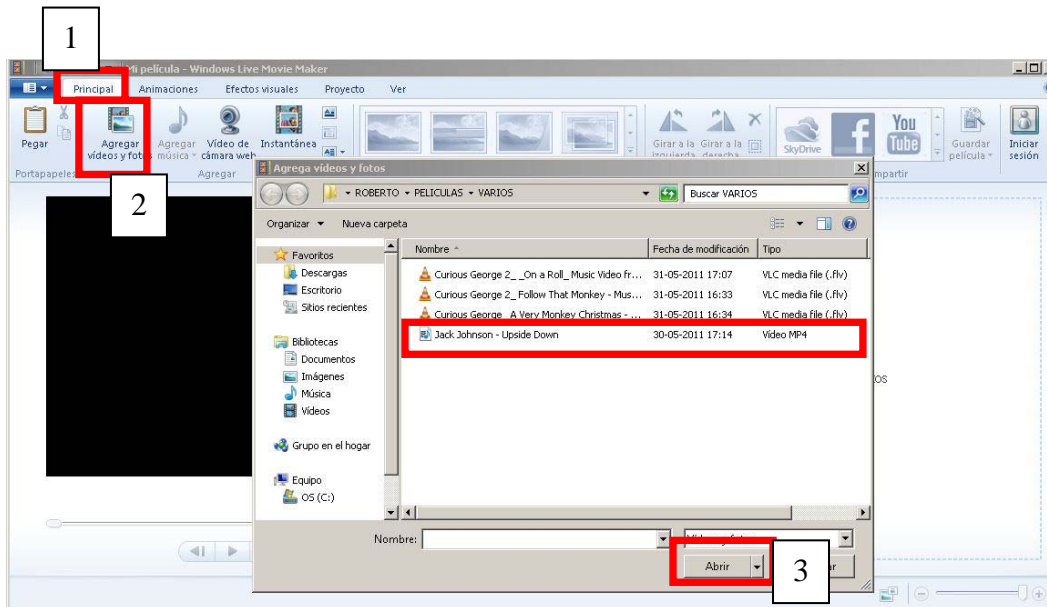 1
Mi película - Windows Live Movie Maker
Principal Animaciones Efectos visuales Proyecto Ver
Pegar
Agregar vídeos y fotos
Agregar música
Vídeo de cámara web
Instantánea
Girar a la izquierda
Girar a la derecha
SkyDrive
f
You Tube
Guardar película
Iniciar sesión
Portapapeles
Agregar
2
Agrega vídeos y fotos
ROBERTO PELICULAS VARIOS
Buscar VARIOS
Organizar Nueva carpeta
Favoritos
Descargas
Escritorio
Sitios recientes
Bibliotecas
Documentos
Imágenes
Música
Vídeos
Grupo en el hogar
Equipo
OS (C:)
Nombre Fecha de modificación Tipo
Curious George 2_ _On a Roll_ Music Video fr... 31-05-2011 17:07 VLC media file (.flv)
Curious George 2_ Follow That Monkey - Mus... 31-05-2011 16:33 VLC media file (.flv)
Curious George_ A Very Monkey Christmas - ... 31-05-2011 16:34 VLC media file (.flv)
Jack Johnson - Upside Down 30-05-2011 17:14 Vídeo MP4
Nombre:
Abrir
3